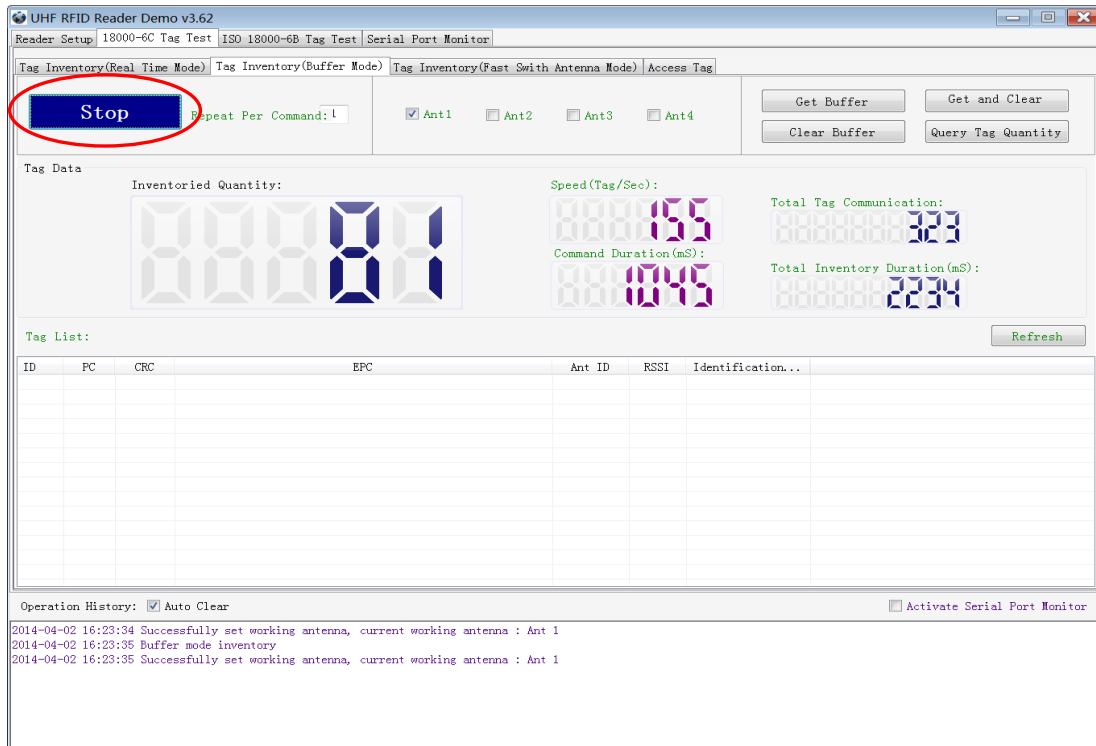 UHF RFID Reader Demo v3.62
Reader Setup 18000-6C Tag Test ISO 18000-6B Tag Test Serial Port Monitor
Tag Inventory(Real Time Mode) Tag Inventory(Buffer Mode) Tag Inventory(Fast Swith Antenna Mode) Access Tag
Stop Repeat Per Command: 1 Ant1 Ant2 Ant3 Ant4 Get Buffer Get and Clear
Clear Buffer Query Tag Quantity
Tag Data
Inventoried Quantity: Speed(Tag/Sec):
Total Tag Communication:
01 155 323
Command Duration(mS):
Total Inventory Duration(mS):
1045 2234
Tag List: Refresh
ID PC CRC EPC Ant ID RSSI Identification...
Operation History: Auto Clear Activate Serial Port Monitor
2014-04-02 16:23:34 Successfully set working antenna, current working antenna : Ant 1
2014-04-02 16:23:35 Buffer mode inventory
2014-04-02 16:23:35 Successfully set working antenna, current working antenna : Ant 1